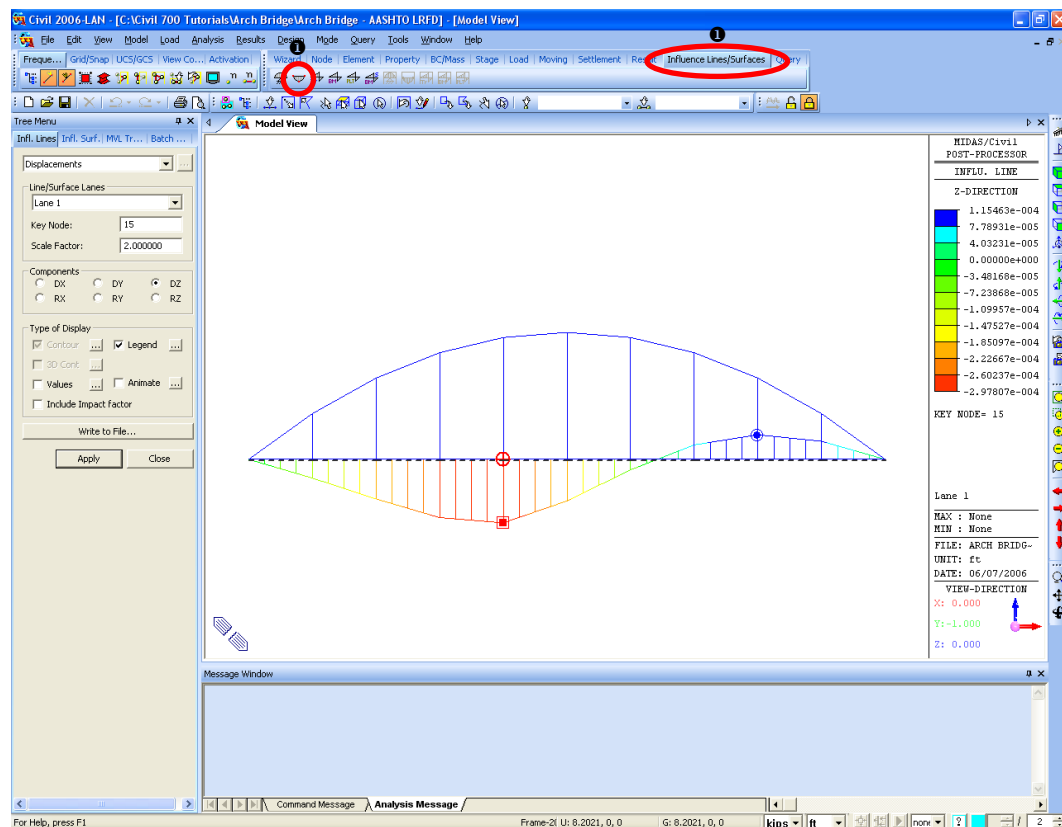 Civil 2006-LAN - [C:\Civil 700 Tutorials\Arch Bridge\Arch Bridge - AASHTO LRFD] - [Model View]
File Edit View Model Load Analysis Results Design Mode Query Tools Window Help
❶ ❶
Freque... Grid/Snap UCS/GCS View Co... Activation Wizard Node Element Property BC/Mass Stage Load Moving Settlement Influence Lines/Surfaces Query
Tree Menu
Model View
Infl. Lines Infl. Surf. MVL Tr... Batch ...
Displacements
...
Line/Surface Lanes
Lane 1
Key Node: 15
Scale Factor: 2.000000
Components
DX DY DZ
RX RY RZ
Type of Display
Contour ... Legend ...
3D Cont ...
Values ... Animate ...
Include Impact factor
Write to File...
Apply Close
MIDAS/Civil
POST-PROCESSOR
INFLU. LINE
Z-DIRECTION
1.15463e-004
7.78931e-005
4.03231e-005
0.00000e+000
-3.48168e-005
-7.23868e-005
-1.09957e-004
-1.47527e-004
-1.85097e-004
-2.22667e-004
-2.60237e-004
-2.97807e-004
KEY NODE= 15
Lane 1
MAX : None
MIN : None
FILE: ARCH BRIDG~
UNIT: ft
DATE: 06/07/2006
VIEW-DIRECTION
X: 0.000
Y:-1.000
Z: 0.000
Message Window
Command Message Analysis Message
For Help, press F1 Frame-2( U: 8.2021, 0, 0 G: 8.2021, 0, 0 kips ft non ? / 2